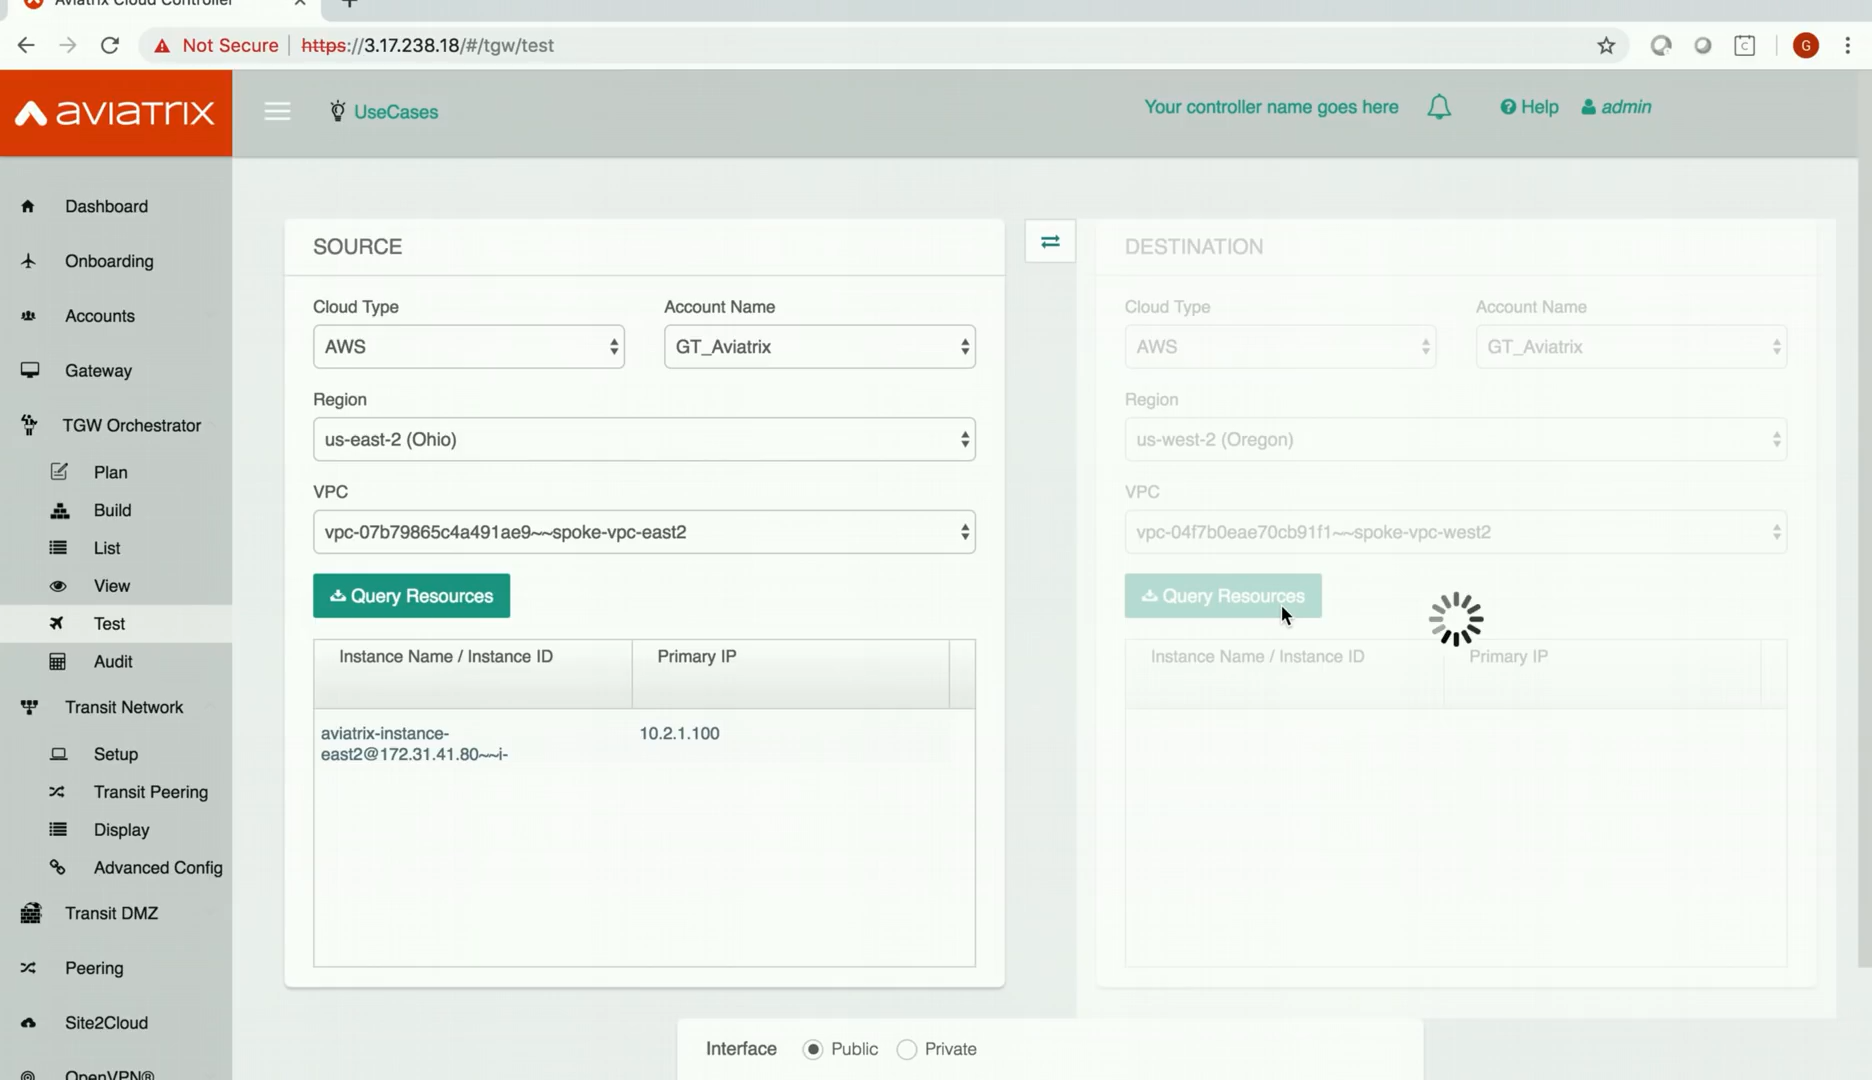 Aviatrix Cloud Controller
Not Secure
https://3.17.238.18/#/tgw/test
C
G
aviatrix
UseCases
Your controller name goes here
Help
admin
Dashboard
Onboarding
Accounts
Gateway
TGW Orchestrator
Plan
Build
List
View
Test
Audit
Transit Network
Setup
Transit Peering
Display
Advanced Config
Transit DMZ
Peering
Site2Cloud
OpenVPN®
SOURCE
Cloud Type
Account Name
AWS
GT_Aviatrix
Region
us-east-2 (Ohio)
VPC
vpc-07b79865c4a491ae9~~spoke-vpc-east2
Query Resources
Instance Name / Instance ID
Primary IP
aviatrix-instance-
east2@172.31.41.80~~i-
10.2.1.100
DESTINATION
Cloud Type
Account Name
AWS
GT_Aviatrix
Region
us-west-2 (Oregon)
VPC
vpc-04f7b0eae70cb91f1~~spoke-vpc-west2
Query Resources
Instance Name / Instance ID
Primary IP
Interface
Public
Private